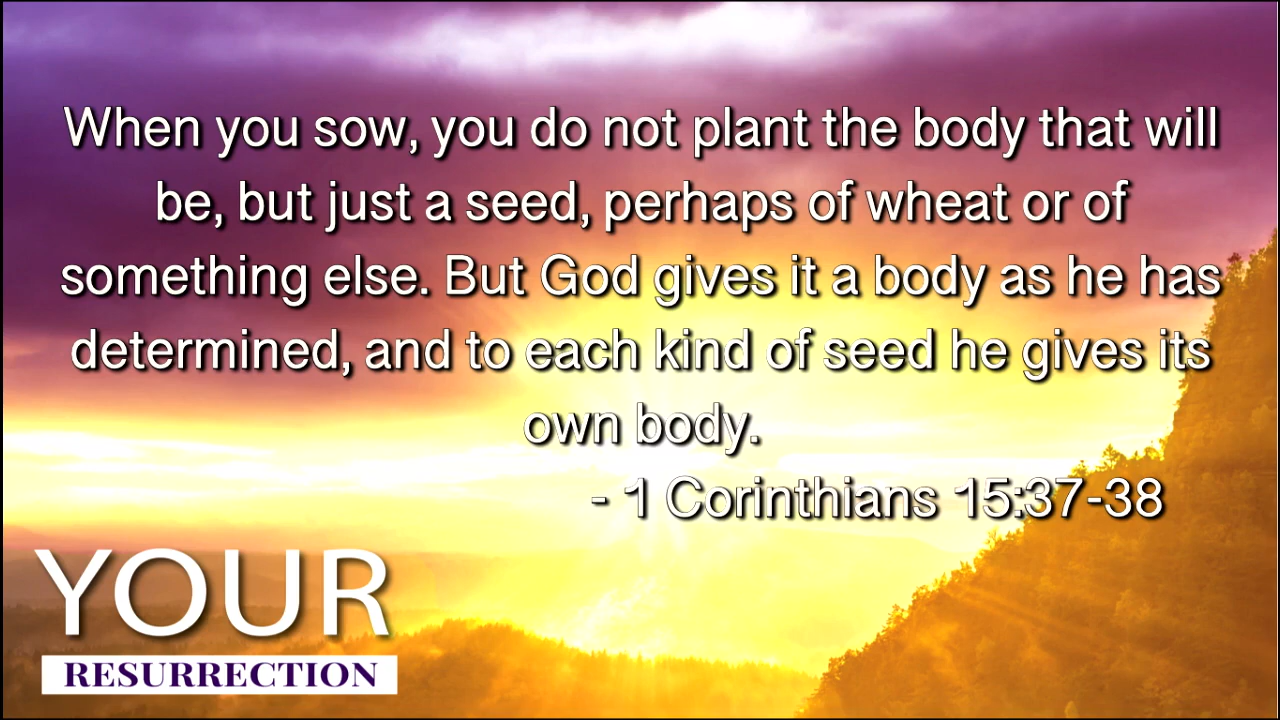 When you sow, you do not plant the body that will
be, but just a seed, perhaps of wheat or of
something else. But God gives it a body as he has
determined, and to each kind of seed he gives its
own body.
- 1 Corinthians 15:37-38
YOUR
RESURRECTION